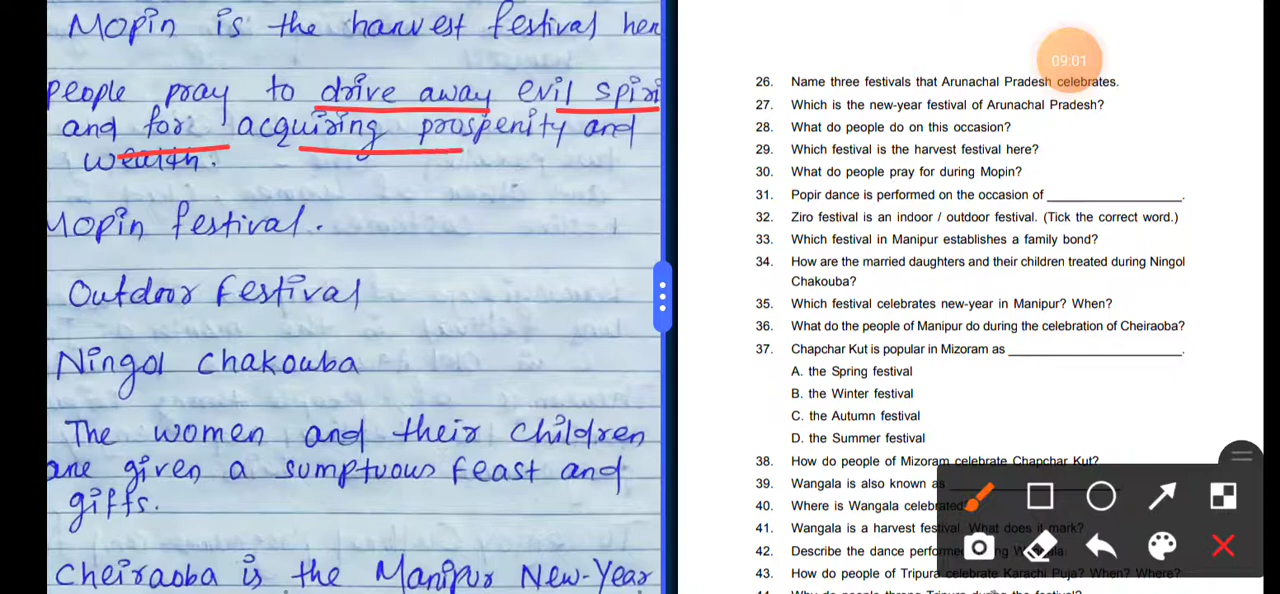 Mopin is the harvest festival her
people pray to drive away evil spiri
and for acquiring prosperity and
wealth.
Mopin festival.
Outdoor festival
Ningol Chakouba
The women and their children
are given a sumptuous feast and
gifts.
Cheiraoba is the Manipur New-Year
09:01
26. Name three festivals that Arunachal Pradesh celebrates.
27. Which is the new-year festival of Arunachal Pradesh?
28. What do people do on this occasion?
29. Which festival is the harvest festival here?
30. What do people pray for during Mopin?
31. Popir dance is performed on the occasion of ____________________.
32. Ziro festival is an indoor / outdoor festival. (Tick the correct word.)
33. Which festival in Manipur establishes a family bond?
34. How are the married daughters and their children treated during Ningol
Chakouba?
35. Which festival celebrates new-year in Manipur? When?
36. What do the people of Manipur do during the celebration of Cheiraoba?
37. Chapchar Kut is popular in Mizoram as ____________________.
A. the Spring festival
B. the Winter festival
C. the Autumn festival
D. the Summer festival
38. How do people of Mizoram celebrate Chapchar Kut?
39. Wangala is also known as
40. Where is Wangala celebrated?
41. Wangala is a harvest festival. What does it mark?
42. Describe the dance performed
43. How do people of Tripura celebrate Karachi Puja? When? Where?
44. Why do people throng Tripura during the festival?